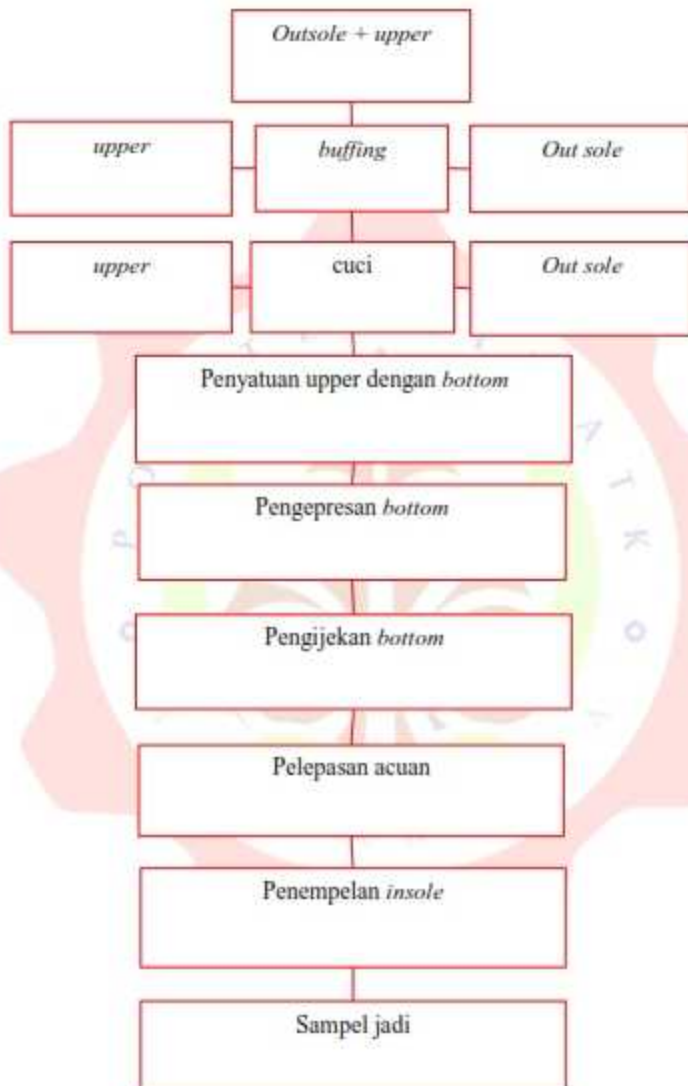 Outsole + upper
upper
buffing
Out sole
upper
cuci
Out sole
Penyatuan upper dengan bottom
Pengepresan bottom
Pengijekan bottom
Pelepasan acuan
Penempelan insole
Sampel jadi